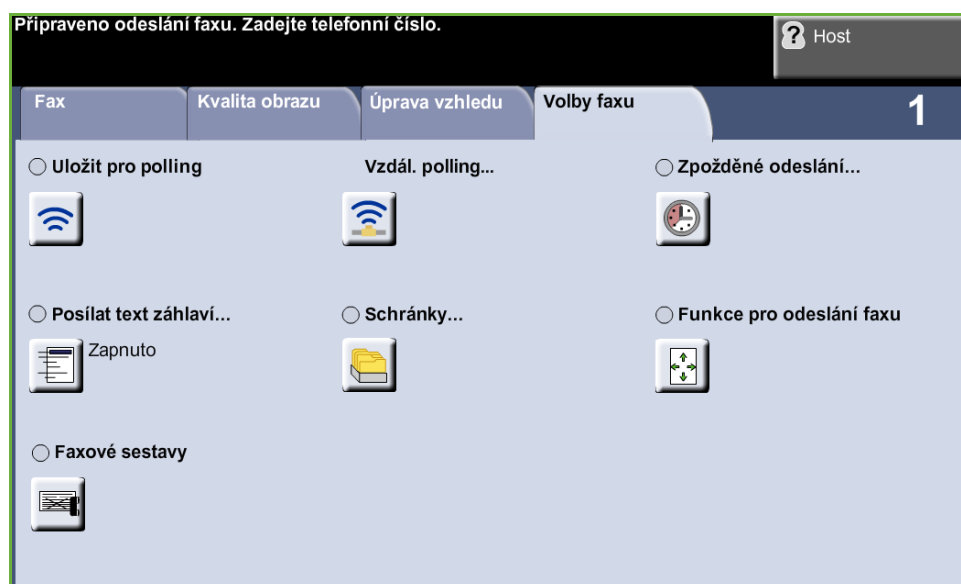 Připraveno odeslání faxu. Zadejte telefonní číslo.
? Host
Fax
Kvalita obrazu
Úprava vzhledu
Volby faxu
1
Uložit pro polling
Vzdál. polling...
Zpožděné odeslání...
Posílat text záhlaví...
Schránky...
Funkce pro odeslání faxu
Zapnuto
Faxové sestavy